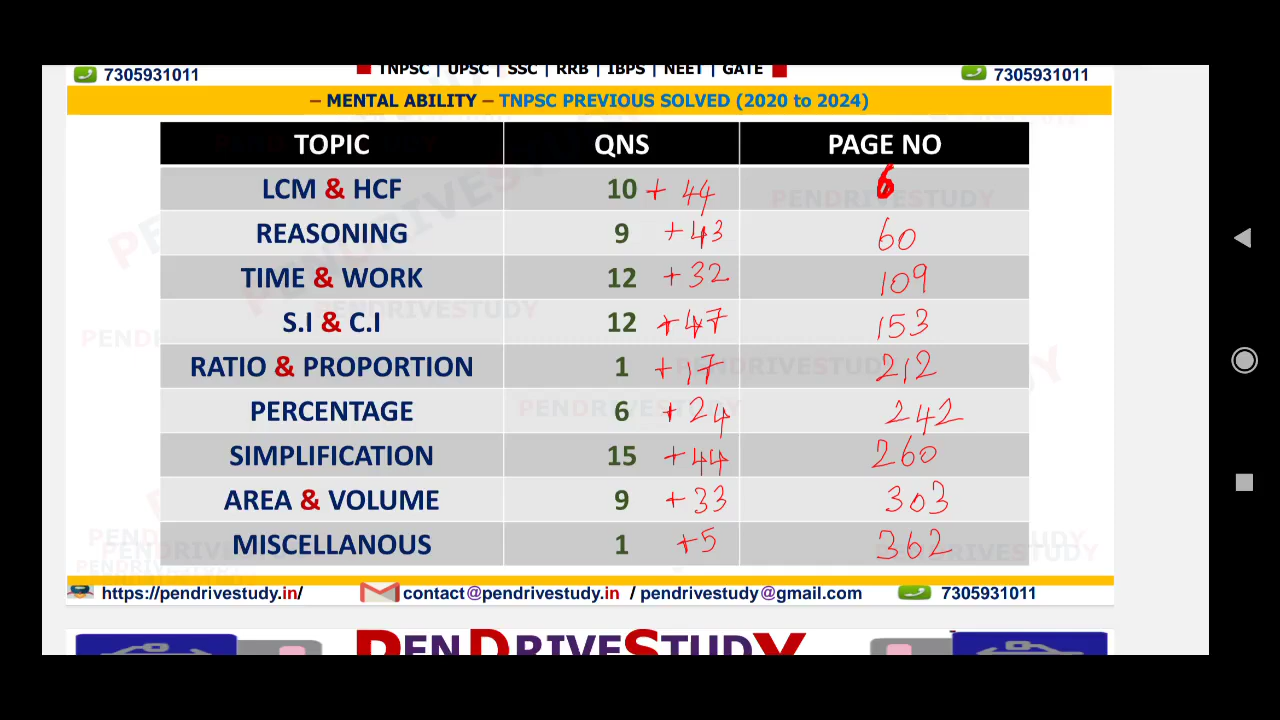 TNPSC | UPSC | SSC | RRB | IBPS | NEET | GATE
7305931011 7305931011
– MENTAL ABILITY – TNPSC PREVIOUS SOLVED (2020 to 2024)
TOPIC QNS PAGE NO
LCM & HCF 10 + 44 6
REASONING 9 +43 60
TIME & WORK 12 +32 109
S.I & C.I 12 +47 153
RATIO & PROPORTION 1 +17 212
PERCENTAGE 6 +24 242
SIMPLIFICATION 15 +44 260
AREA & VOLUME 9 +33 303
MISCELLANOUS 1 +5 362
https://pendrivestudy.in/ contact@pendrivestudy.in / pendrivestudy@gmail.com 7305931011
PENDRIVESTUDY